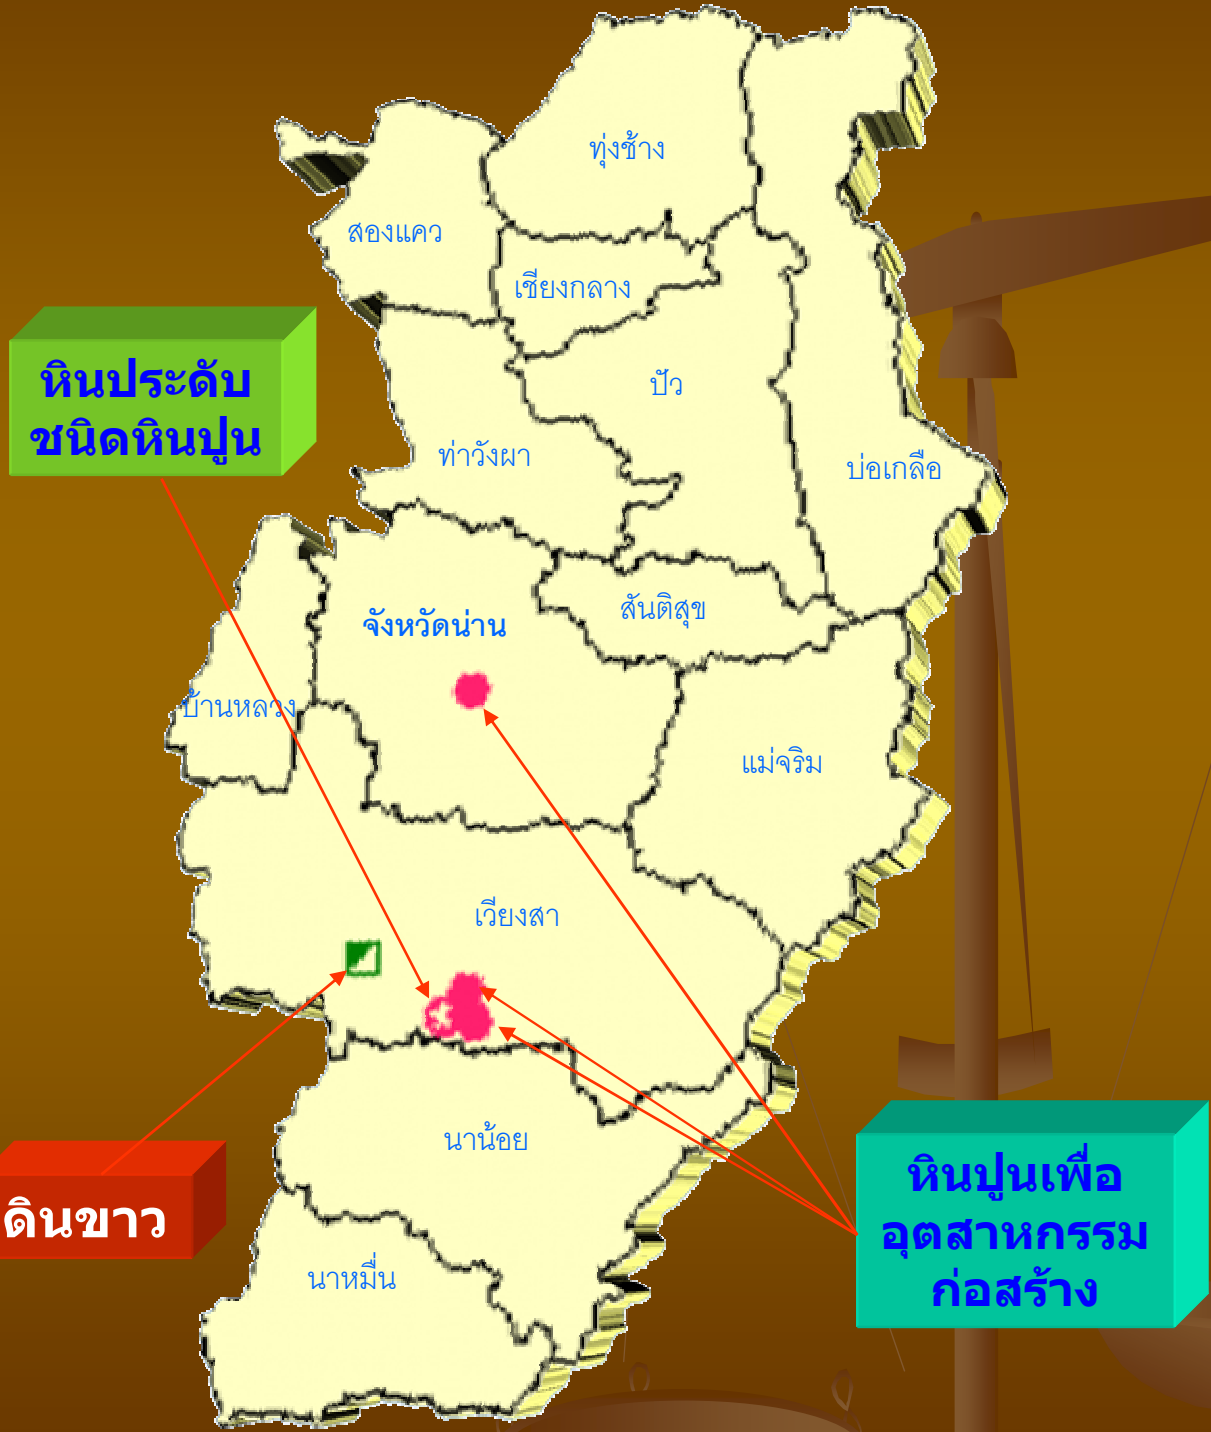 ทุ่งช้าง
สองแคว
เชียงกลาง
หินประดับ
ชนิดหินปูน
ปัว
ท่าวังผา
บ่อเกลือ
สันติสุข
จังหวัดน่าน
บ้านหลวง
แม่จริม
เวียงสา
นาน้อย
ดินขาว
หินปูนเพื่อ
อุตสาหกรรม
ก่อสร้าง
นาหมื่น